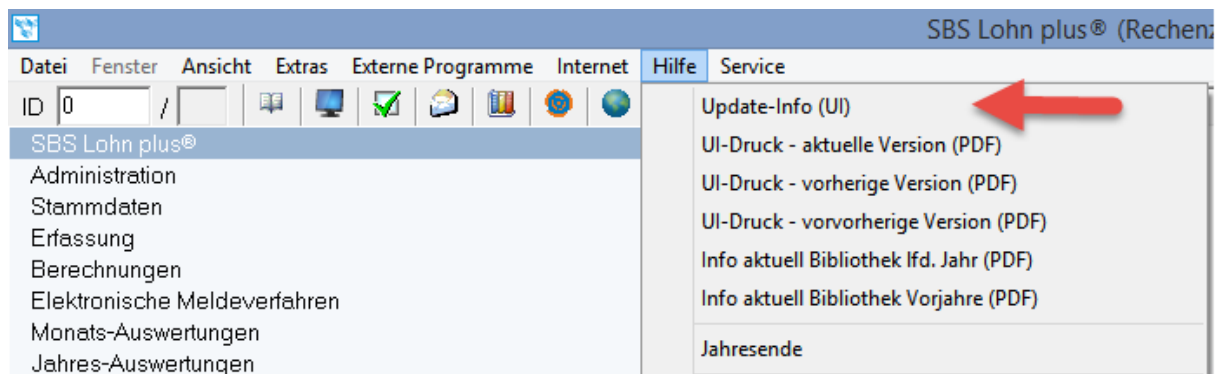 SBS Lohn plus® (Rechenz
Datei Fenster Ansicht Extras Externe Programme Internet Hilfe Service
ID 0 /
SBS Lohn plus®
Administration
Stammdaten
Erfassung
Berechnungen
Elektronische Meldeverfahren
Monats-Auswertungen
Jahres-Auswertungen
Update-Info (UI)
UI-Druck - aktuelle Version (PDF)
UI-Druck - vorherige Version (PDF)
UI-Druck - vorvorherige Version (PDF)
Info aktuell Bibliothek lfd. Jahr (PDF)
Info aktuell Bibliothek Vorjahre (PDF)
Jahresende